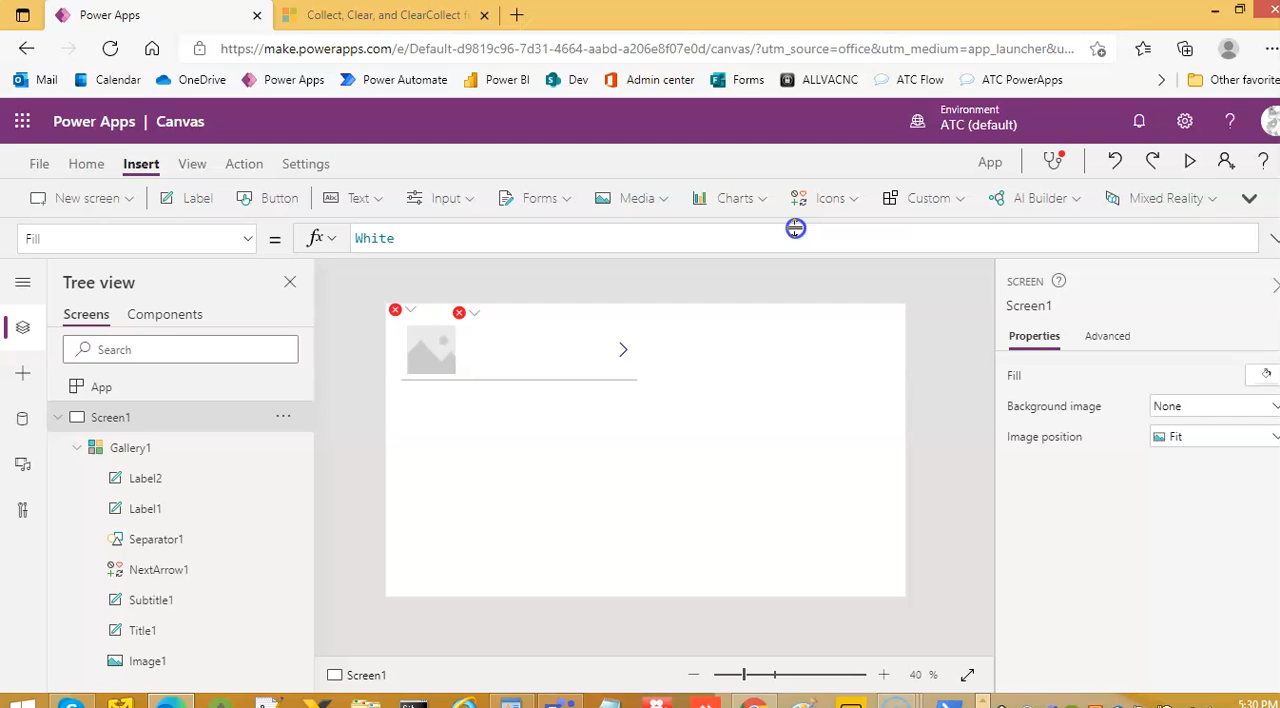 Power Apps
Collect, Clear, and ClearCollect f
https://make.powerapps.com/e/Default-d9819c96-7d31-4664-aabd-a206e8f07e0d/canvas/?utm_source=office&utm_medium=app_launcher&u...
Mail Calendar OneDrive Power Apps Power Automate Power BI Dev Admin center Forms ALLVACNC ATC Flow ATC PowerApps Other favorite
Power Apps | Canvas
Environment
ATC (default)
File Home Insert View Action Settings App
New screen Label Button Abc Text Input Forms Media Charts Icons Custom AI Builder Mixed Reality
Fill = fx White
Tree view
Screens Components
Search
App
Screen1
Gallery1
Label2
Label1
Separator1
NextArrow1
Subtitle1
Title1
Image1
SCREEN
Screen1
Properties Advanced
Fill
Background image None
Image position Fit
Screen1 40 %
5:30 PM